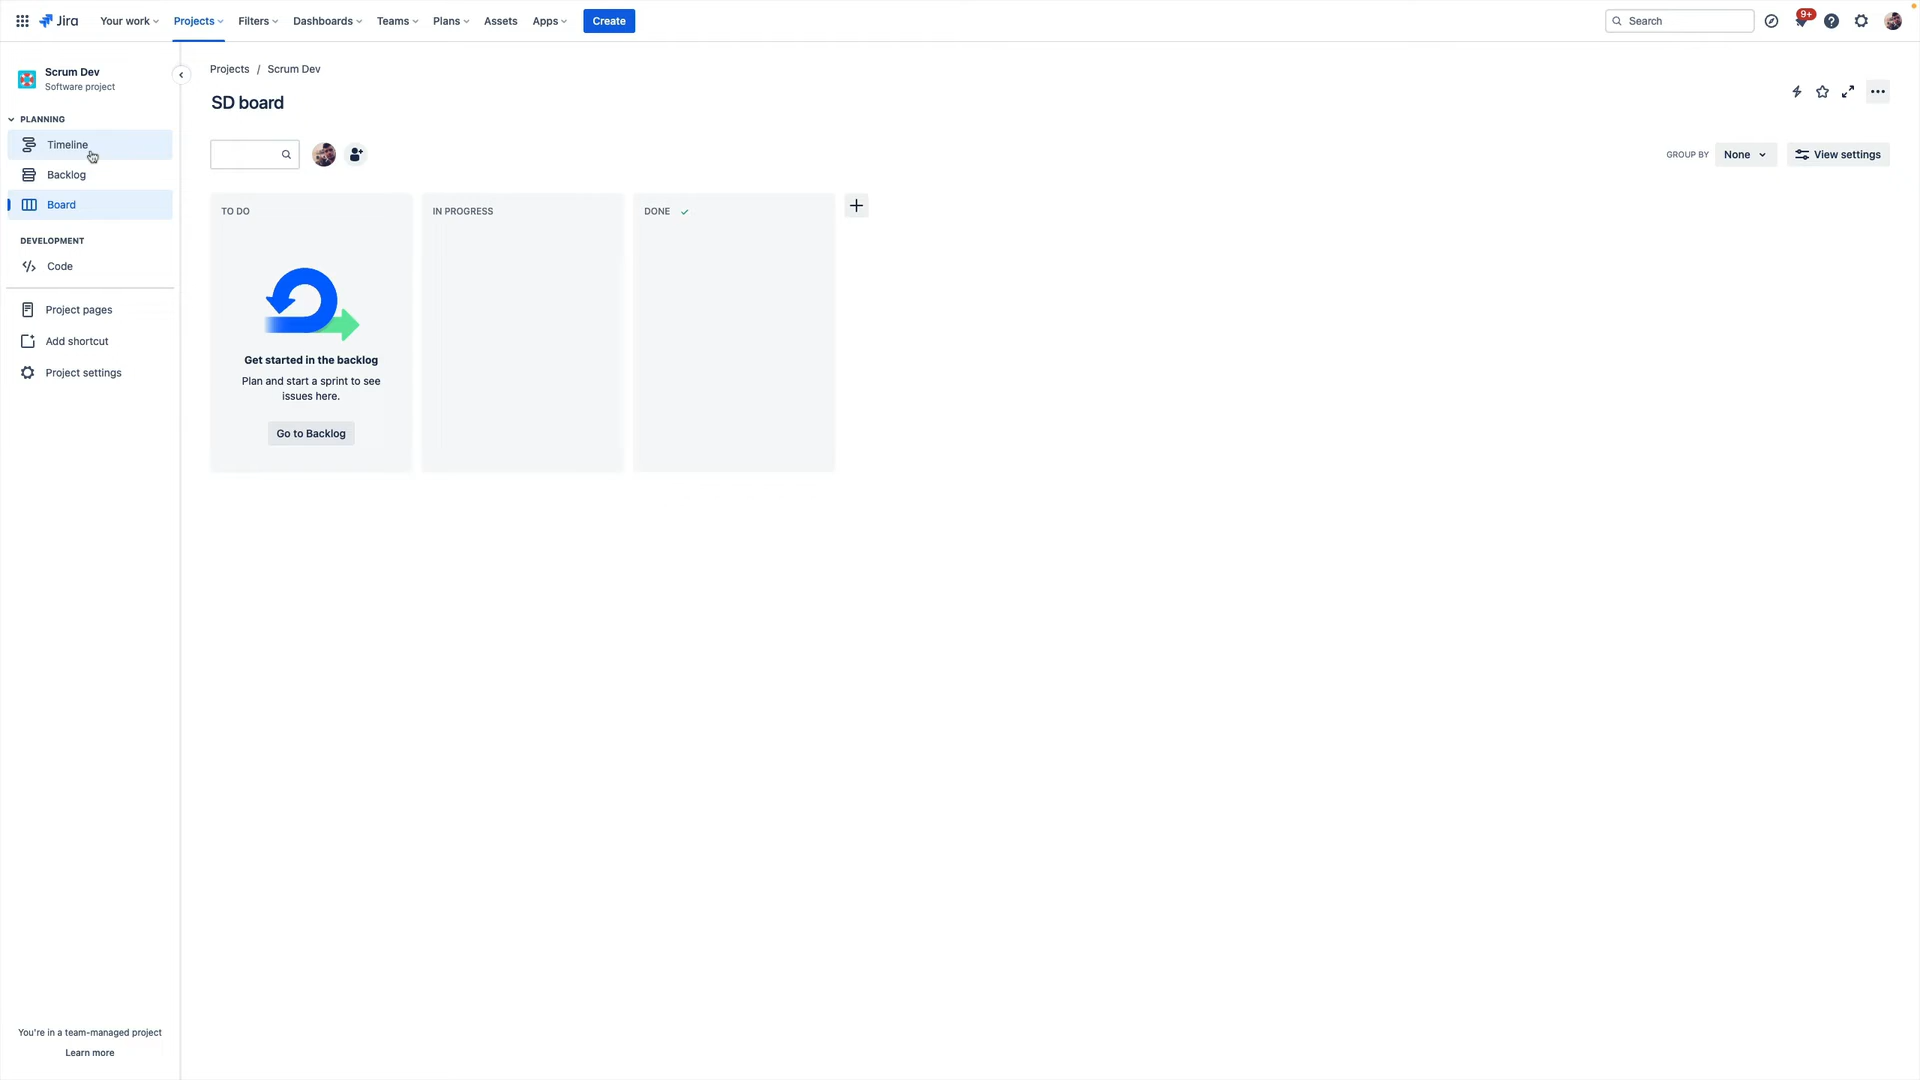 Jira
Your work
Projects
Filters
Dashboards
Teams
Plans
Assets
Apps
Create
Search
9+
Scrum Dev
Software project
Projects / Scrum Dev
SD board
PLANNING
Timeline
Backlog
Board
DEVELOPMENT
Code
Project pages
Add shortcut
Project settings
GROUP BY
None
View settings
TO DO
IN PROGRESS
DONE
Get started in the backlog
Plan and start a sprint to see
issues here.
Go to Backlog
You're in a team-managed project
Learn more